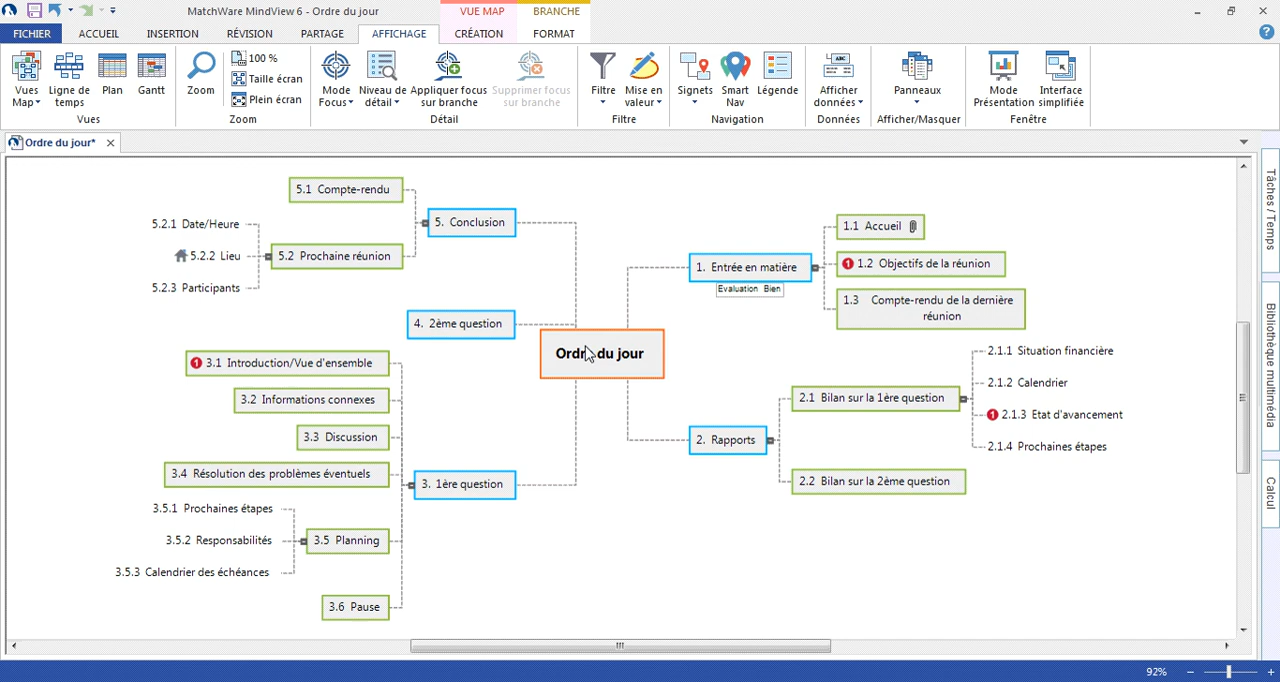 MatchWare MindView 6 - Ordre du jour
VUE MAP
BRANCHE
FICHIER
ACCUEIL
INSERTION
RÉVISION
PARTAGE
AFFICHAGE
CRÉATION
FORMAT
Vues Map
Ligne de temps
Plan
Gantt
Vues
Zoom
100 %
Taille écran
Plein écran
Zoom
Mode Focus
Niveau de détail
Appliquer focus sur branche
Supprimer focus sur branche
Détail
Filtre
Mise en valeur
Filtre
Signets
Smart Nav
Légende
Navigation
Afficher données
Données
Panneaux
Afficher/Masquer
Mode Présentation
Interface simplifiée
Fenêtre
Ordre du jour*
5.1 Compte-rendu
5. Conclusion
5.2.1 Date/Heure
5.2.2 Lieu
5.2 Prochaine réunion
5.2.3 Participants
4. 2ème question
Ordre du jour
1 3.1 Introduction/Vue d'ensemble
3.2 Informations connexes
3.3 Discussion
3.4 Résolution des problèmes éventuels
3. 1ère question
3.5.1 Prochaines étapes
3.5.2 Responsabilités
3.5 Planning
3.5.3 Calendrier des échéances
3.6 Pause
1. Entrée en matière
Evaluation Bien
1.1 Accueil
1 1.2 Objectifs de la réunion
1.3 Compte-rendu de la dernière
réunion
2. Rapports
2.1 Bilan sur la 1ère question
2.1.1 Situation financière
2.1.2 Calendrier
1 2.1.3 Etat d'avancement
2.1.4 Prochaines étapes
2.2 Bilan sur la 2ème question
Tâches / Temps
Bibliothèque multimédia
Calcul
92%